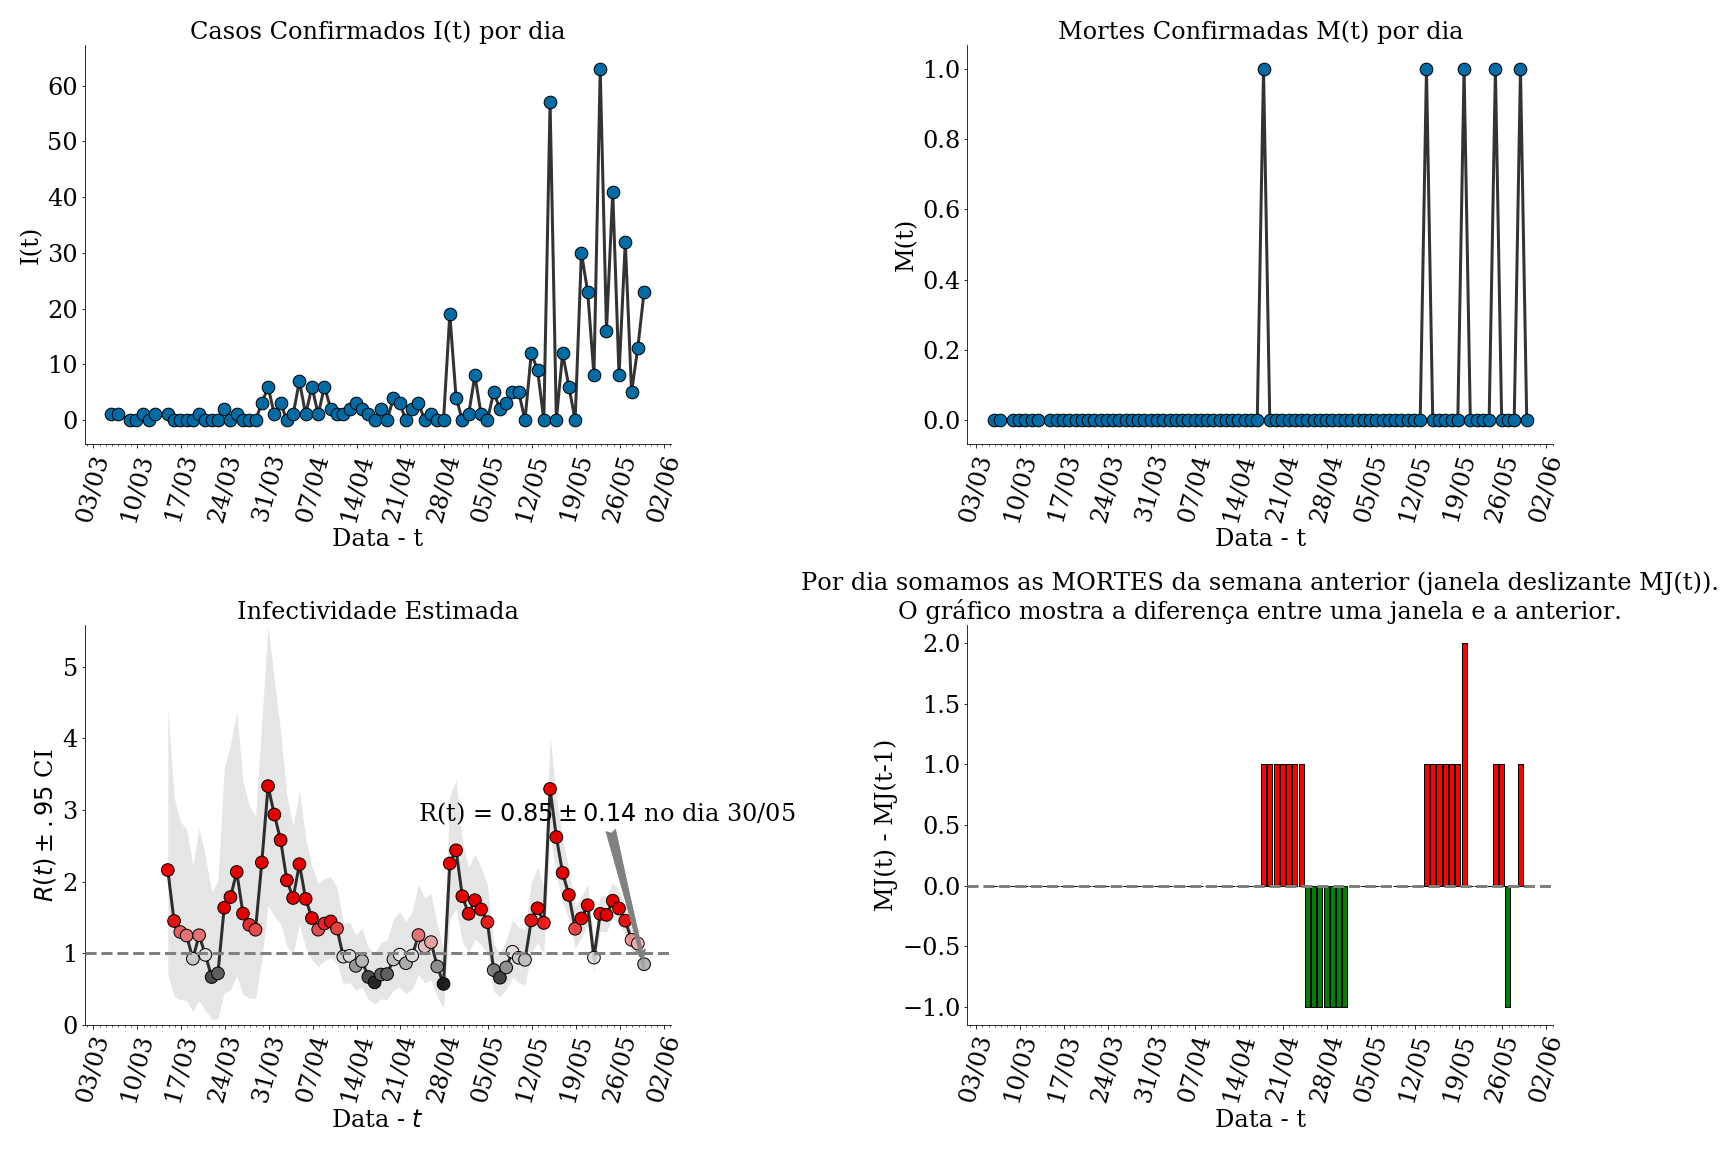 Casos Confirmados I(t) por dia
I(t)
60
50
40
30
20
10
0
03/03 10/03 17/03 24/03 31/03 07/04 14/04 21/04 28/04 05/05 12/05 19/05 26/05 02/06
Data - t
Mortes Confirmadas M(t) por dia
M(t)
1.0
0.8
0.6
0.4
0.2
0.0
03/03 10/03 17/03 24/03 31/03 07/04 14/04 21/04 28/04 05/05 12/05 19/05 26/05 02/06
Data - t
Infectividade Estimada
R(t) ± .95 CI
5
4
3
2
1
0
R(t) = 0.85 ± 0.14 no dia 30/05
03/03 10/03 17/03 24/03 31/03 07/04 14/04 21/04 28/04 05/05 12/05 19/05 26/05 02/06
Data - t
Por dia somamos as MORTES da semana anterior (janela deslizante MJ(t)).
O gráfico mostra a diferença entre uma janela e a anterior.
MJ(t) - MJ(t-1)
2.0
1.5
1.0
0.5
0.0
−0.5
−1.0
03/03 10/03 17/03 24/03 31/03 07/04 14/04 21/04 28/04 05/05 12/05 19/05 26/05 02/06
Data - t